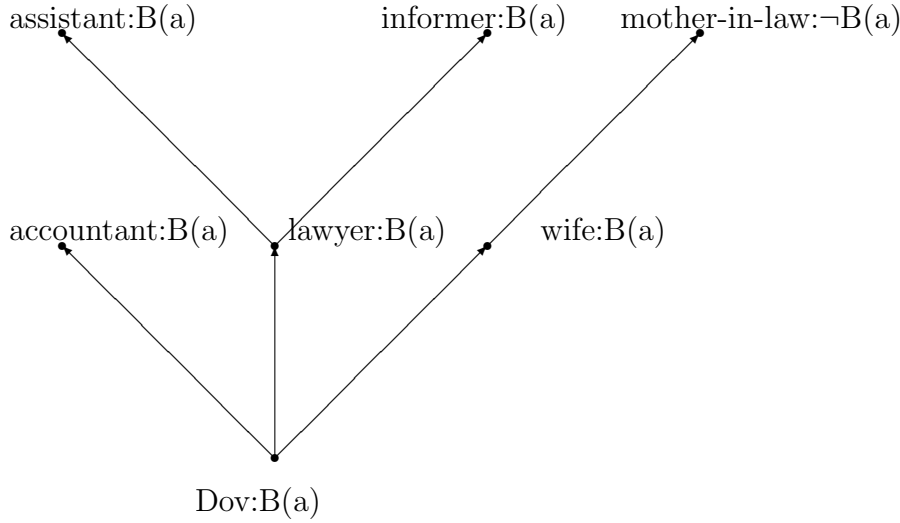 assistant:B(a)
informer:B(a)
mother-in-law:¬B(a)
accountant:B(a)
lawyer:B(a)
wife:B(a)
Dov:B(a)